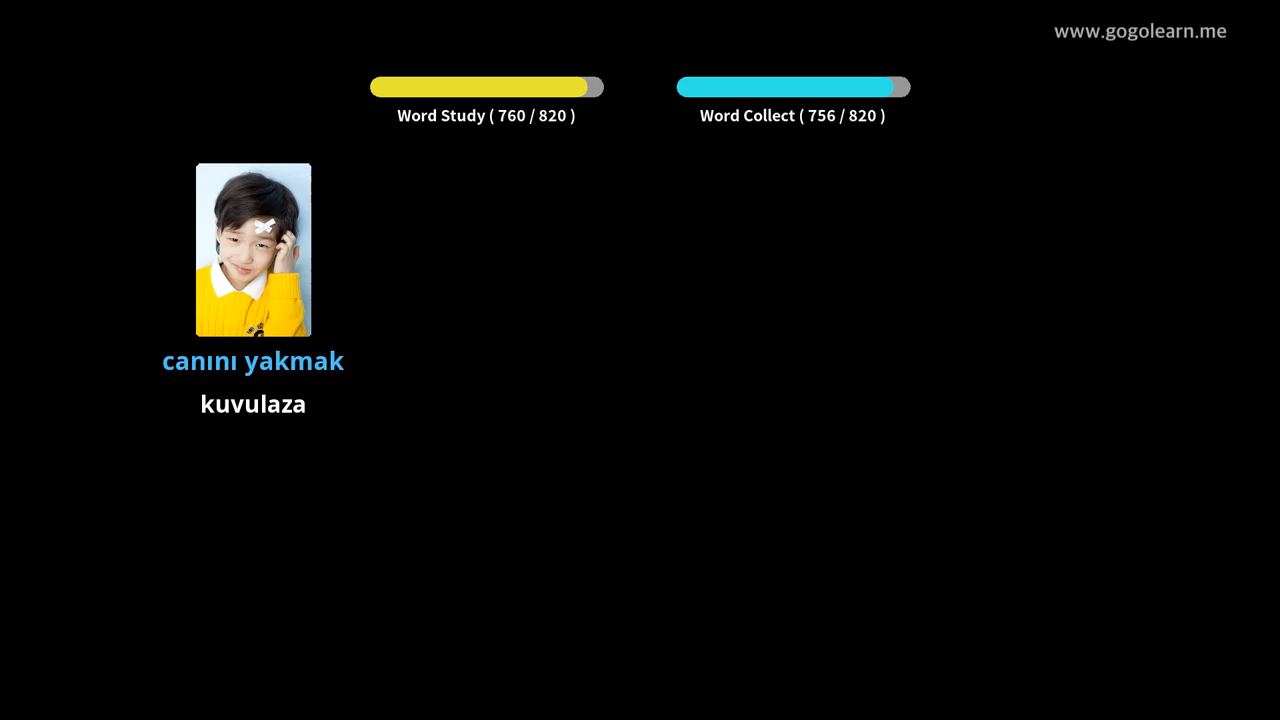 www.gogolearn.me
Word Study ( 760 / 820 )
Word Collect ( 756 / 820 )
canını yakmak
kuvulaza